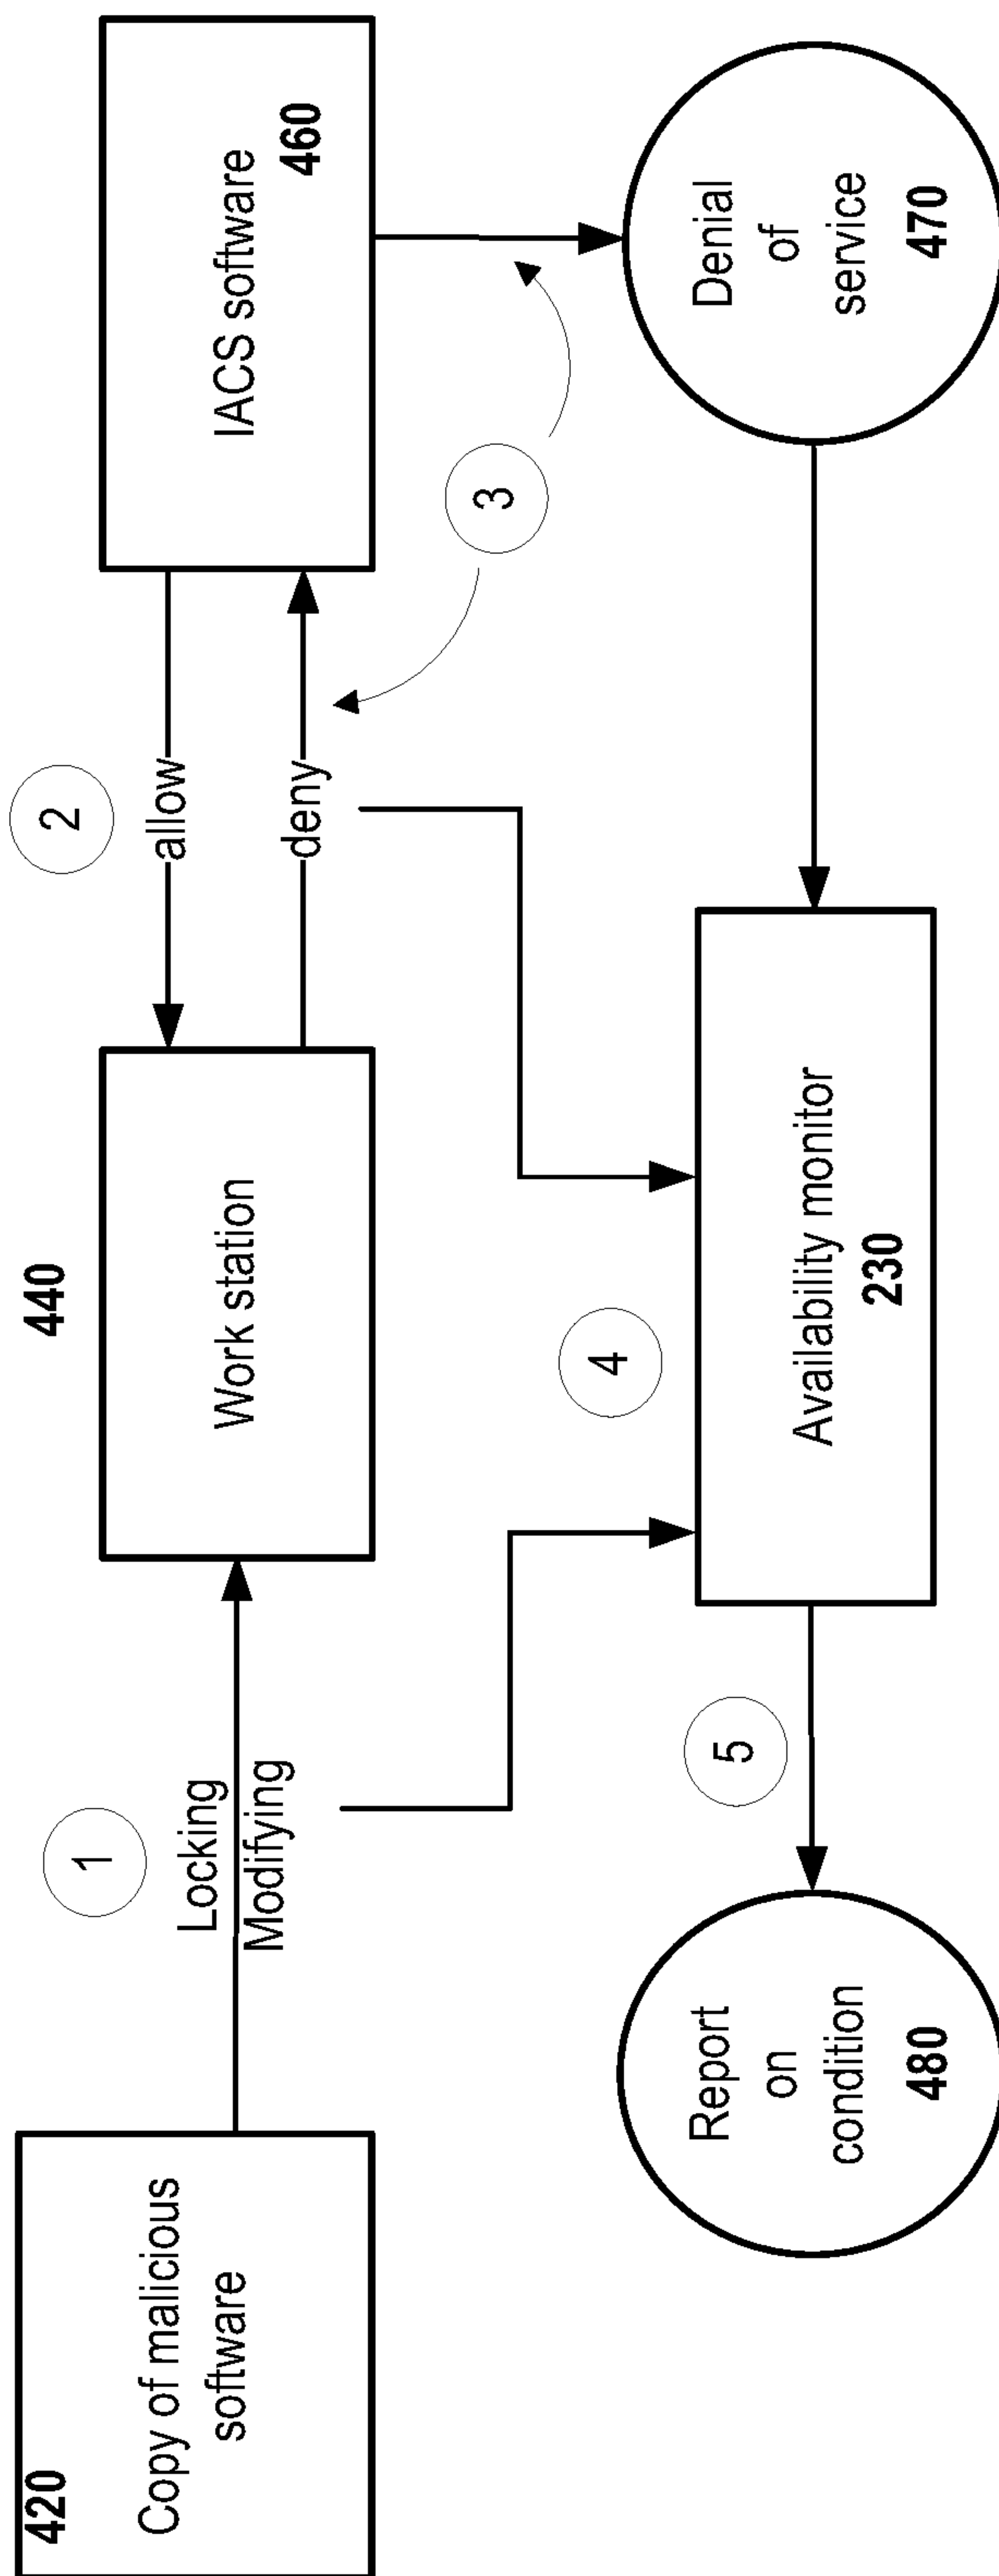 420
Copy of malicious
software
1
Locking
Modifying
440
Work station
2
allow
deny
IACS software
460
3
4
5
Report
on
condition
480
Availability monitor
230
Denial
of
service
470